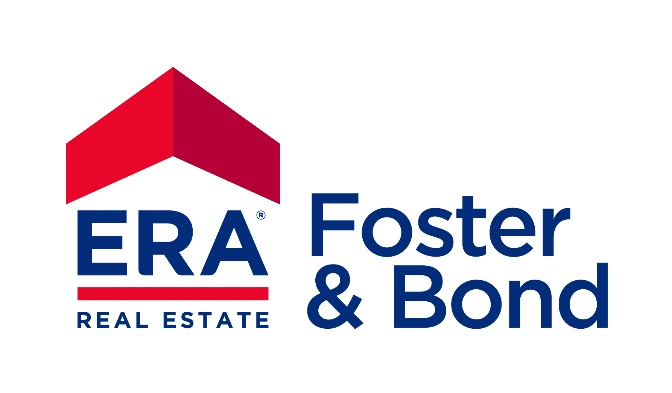 ERA®
REAL ESTATE
Foster
& Bond